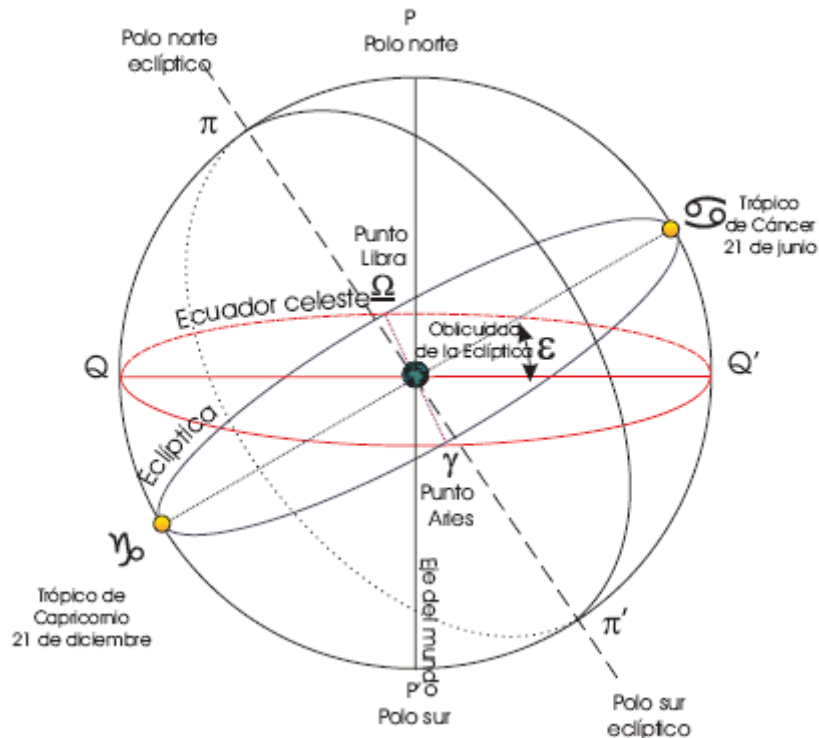 P
Polo norte
Polo norte
eclíptico
π
♋
Trópico
de Cáncer
21 de junio
Punto
Libra
Ω
Ecuador celeste
Oblicuidad
de la Eclíptica
ε
Q
Q′
Eclíptica
γ
Punto
Aries
♑
Trópico de
Capricornio
21 de diciembre
Eje del mundo
π′
P′
Polo sur
Polo sur
eclíptico